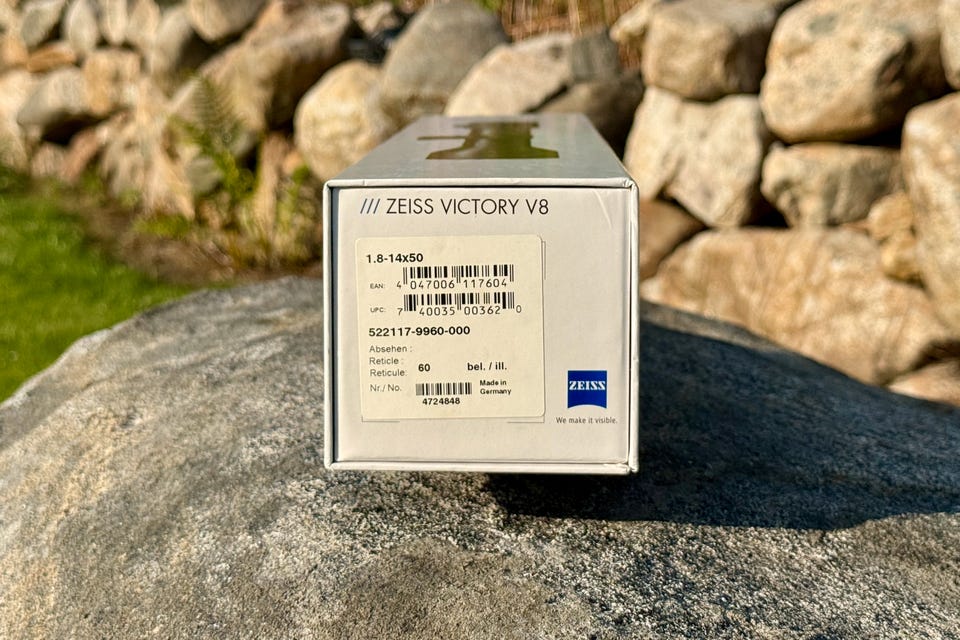 /// ZEISS VICTORY V8
1.8-14x50
EAN: 4 047006 117604
UPC: 7 40035 00362 0
522117-9960-000
Absehen :
Reticle :
Reticule: 60 bel. / ill.
Nr./ No. Made in
Germany
4724848
ZEISS
We make it visible.